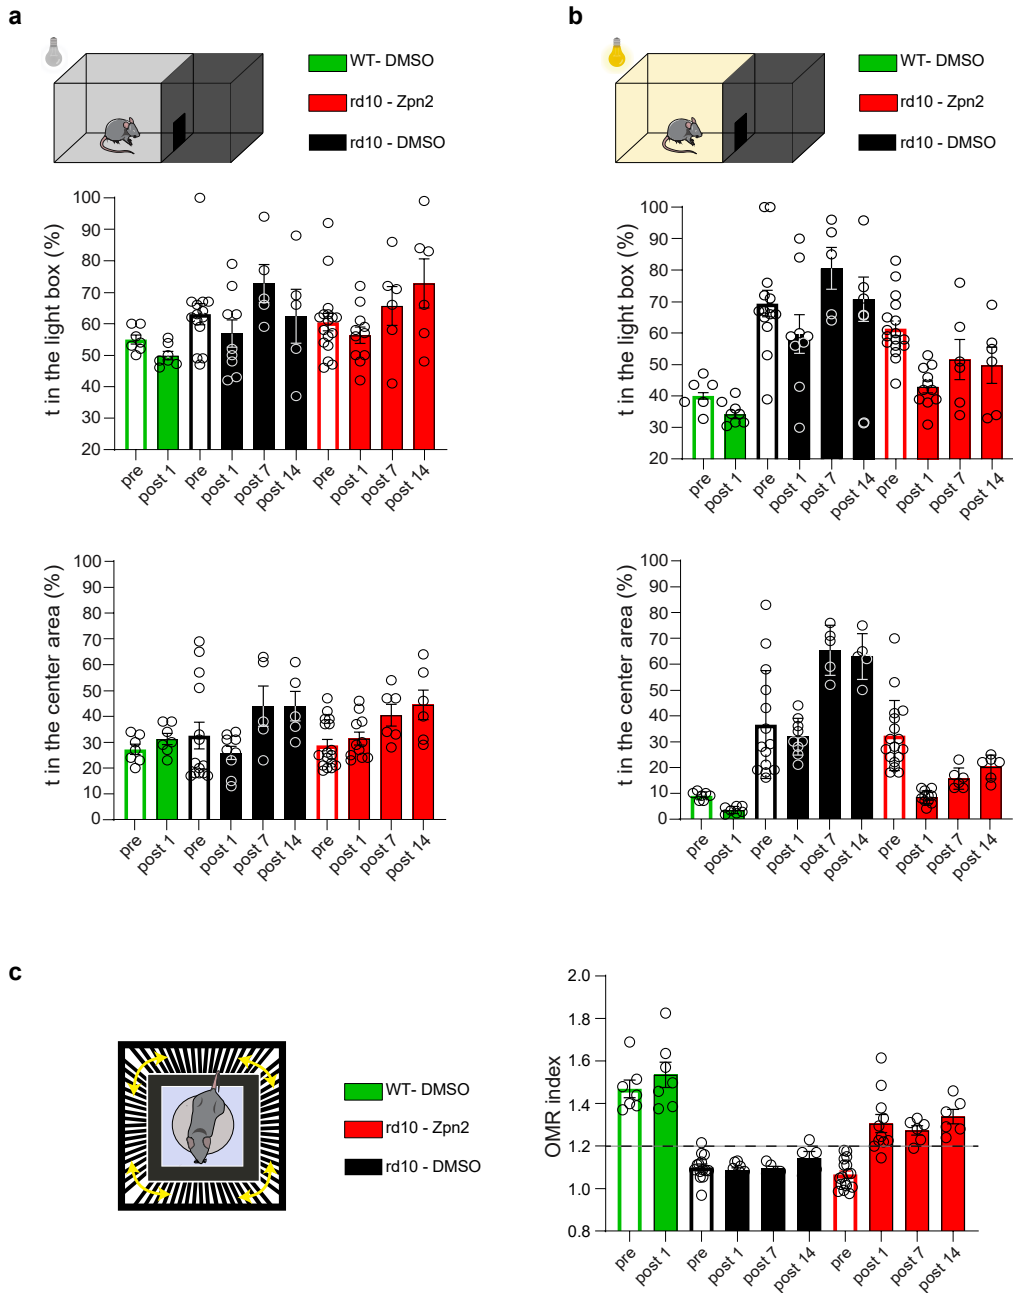 a
WT- DMSO
rd10 - Zpn2
rd10 - DMSO
t in the light box (%)
100
90
80
70
60
50
40
30
20
pre
post 1
pre
post 1
post 7
post 14
pre
post 1
post 7
post 14
t in the center area (%)
100
90
80
70
60
50
40
30
20
10
0
pre
post 1
pre
post 1
post 7
post 14
pre
post 1
post 7
post 14
b
WT- DMSO
rd10 - Zpn2
rd10 - DMSO
t in the light box (%)
100
90
80
70
60
50
40
30
20
pre
post 1
pre
post 1
post 7
post 14
pre
post 1
post 7
post 14
t in the center area (%)
100
90
80
70
60
50
40
30
20
10
0
pre
post 1
pre
post 1
post 7
post 14
pre
post 1
post 7
post 14
c
WT- DMSO
rd10 - Zpn2
rd10 - DMSO
OMR index
2.0
1.8
1.6
1.4
1.2
1.0
0.8
pre
post 1
pre
post 1
post 7
post 14
pre
post 1
post 7
post 14